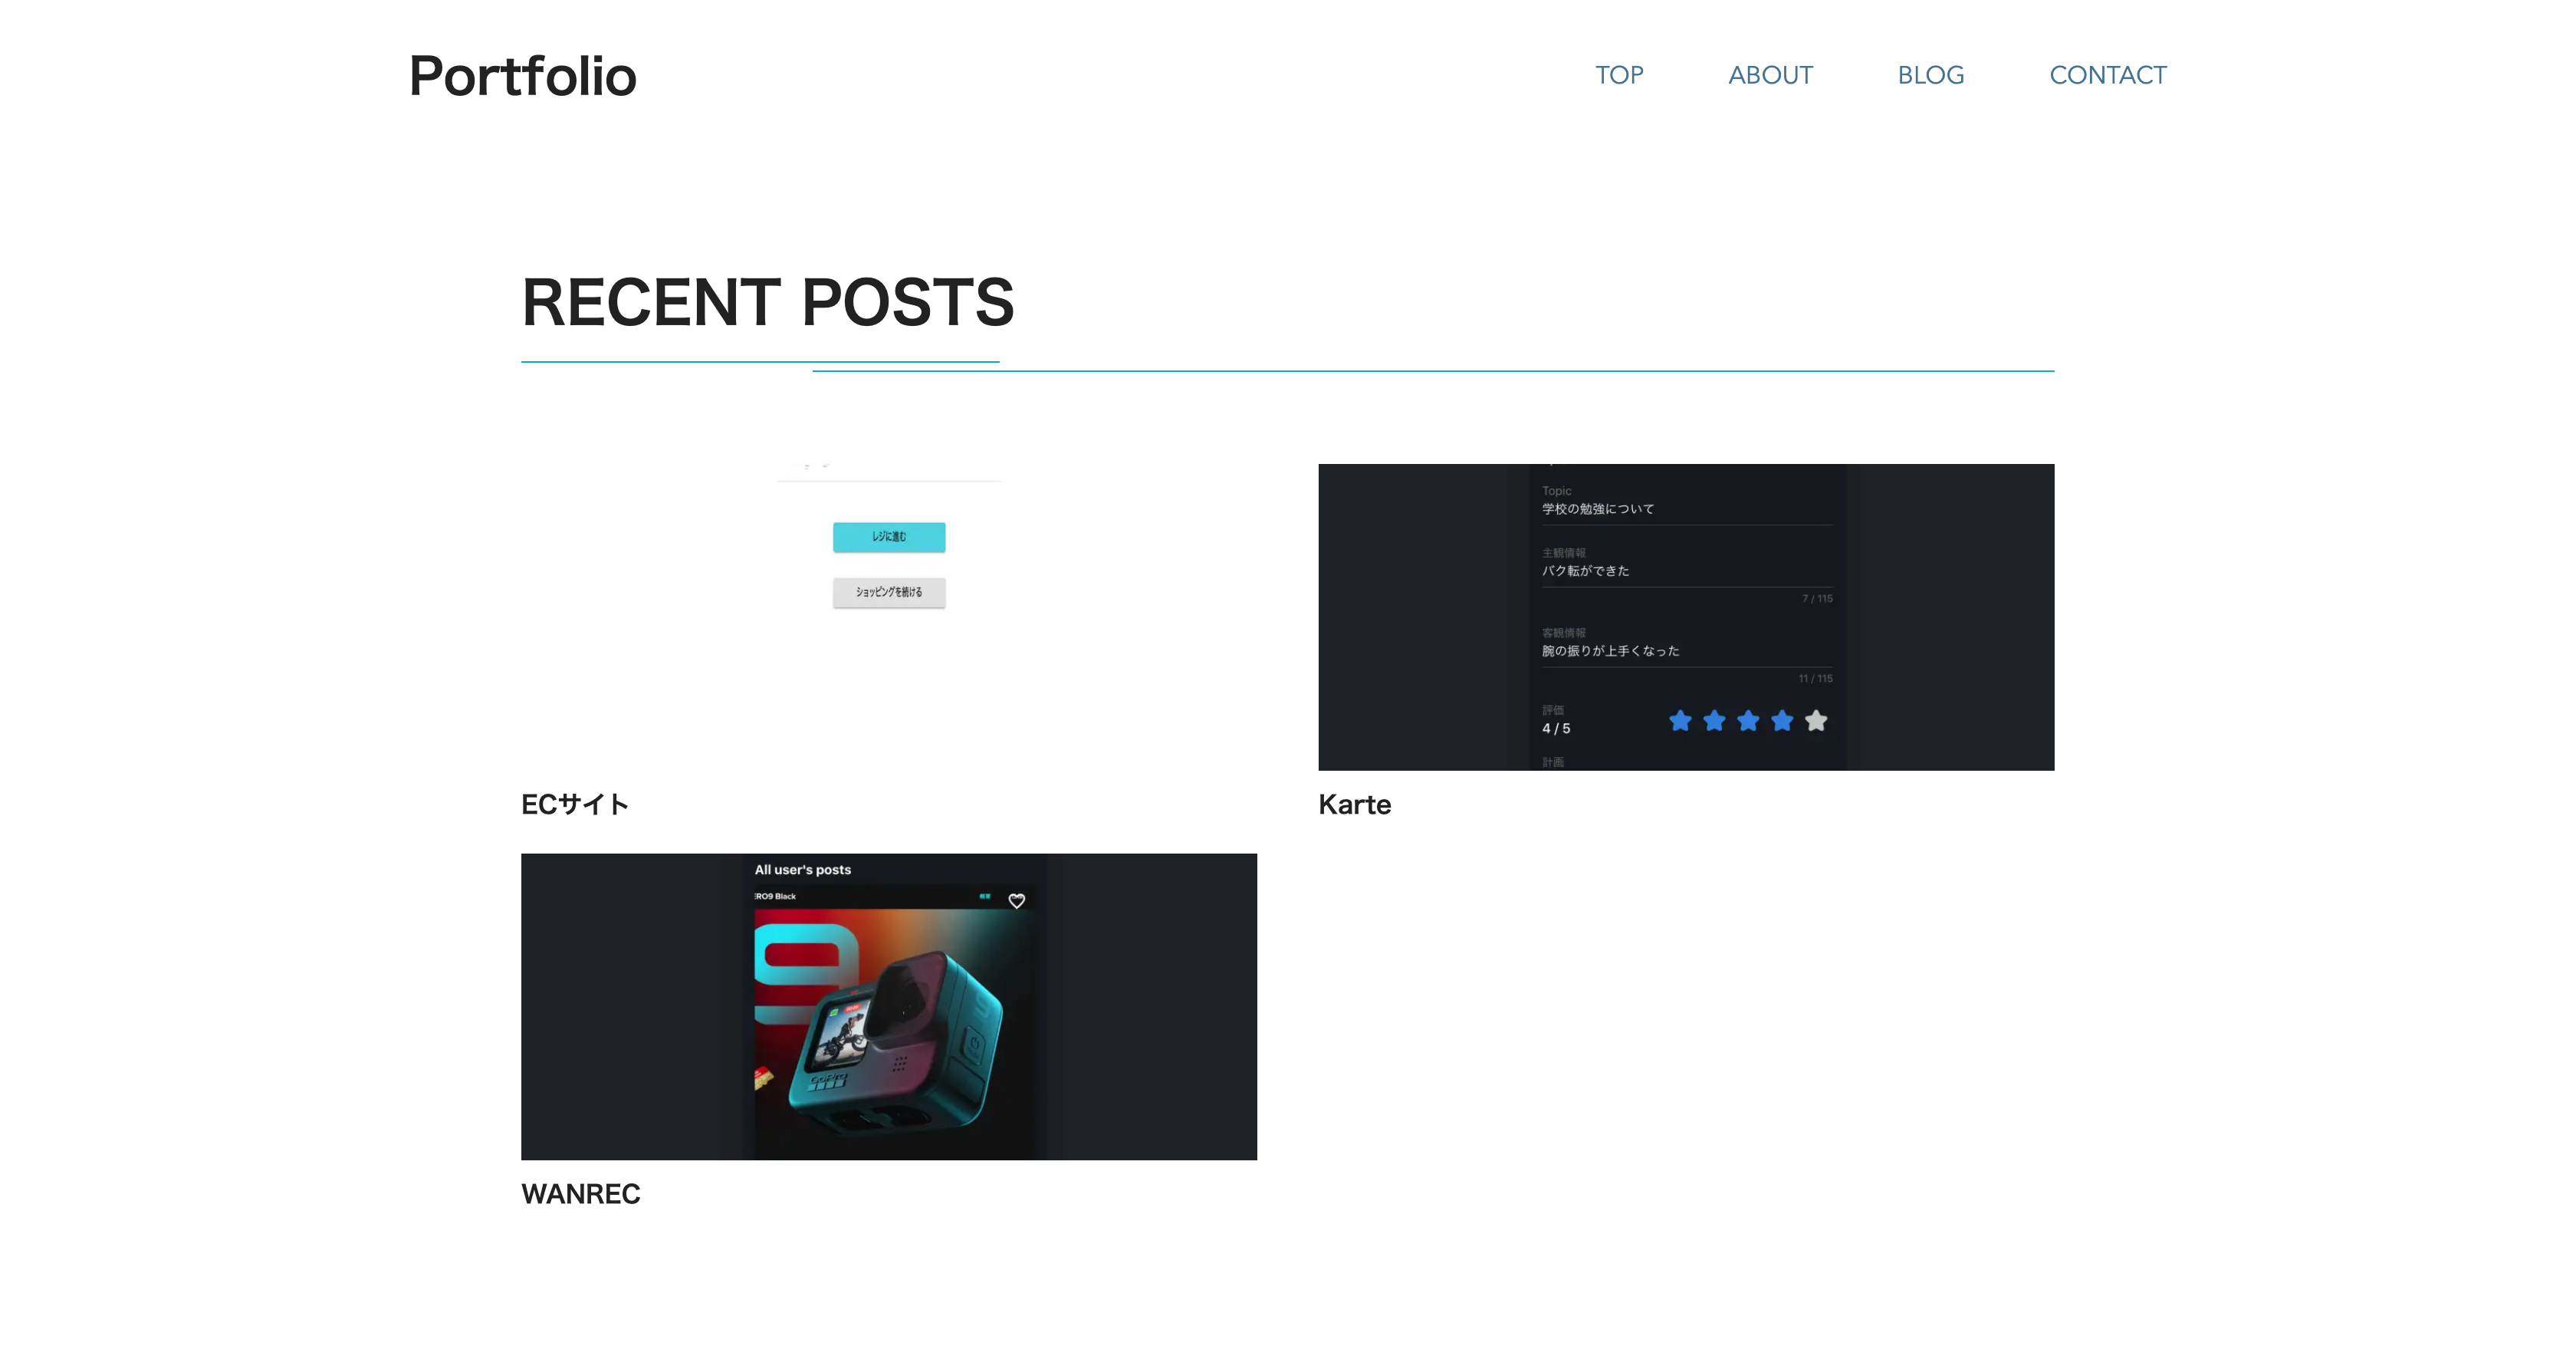 Portfolio
TOP
ABOUT
BLOG
CONTACT
RECENT POSTS
レジに進む
ショッピングを続ける
ECサイト
Topic
学校の勉強について
主観情報
バク転ができた
7 / 115
客観情報
腕の振りが上手くなった
11 / 115
評価
4 / 5
計画
Karte
All user's posts
ERO9 Black
9
GoPro
WANREC